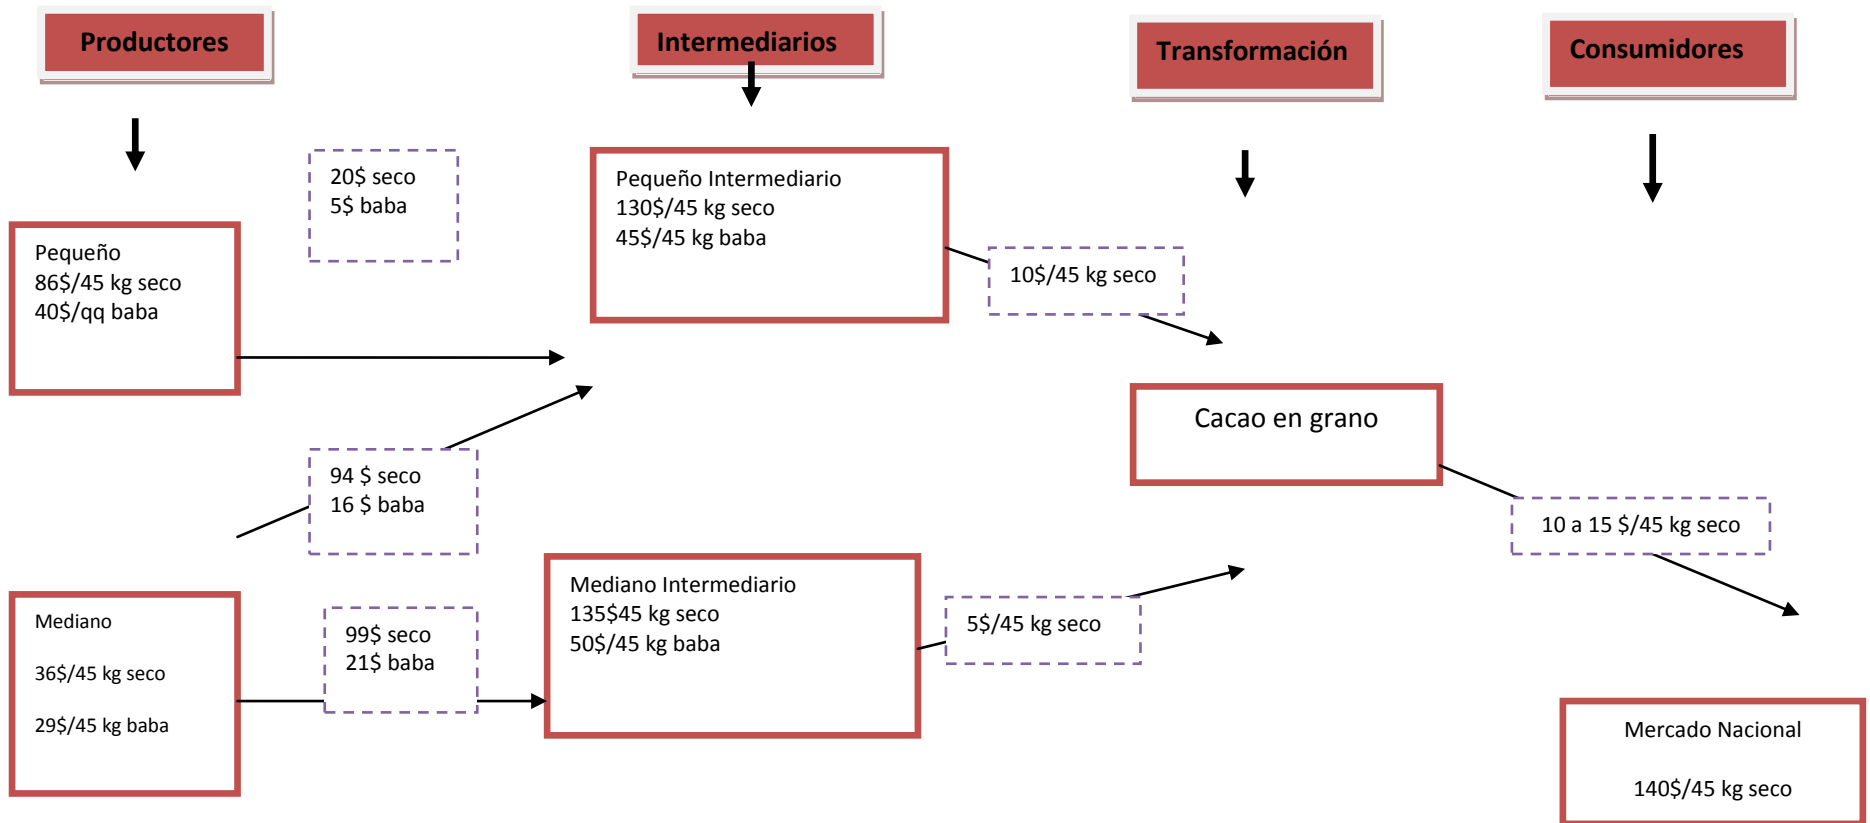 Productores
Intermediarios
Transformación
Consumidores
20$ seco
5$ baba
Pequeño Intermediario
130$/45 kg seco
45$/45 kg baba
Pequeño
86$/45 kg seco
40$/qq baba
10$/45 kg seco
Cacao en grano
94 $ seco
16 $ baba
10 a 15 $/45 kg seco
Mediano
36$/45 kg seco
29$/45 kg baba
99$ seco
21$ baba
Mediano Intermediario
135$45 kg seco
50$/45 kg baba
5$/45 kg seco
Mercado Nacional
140$/45 kg seco